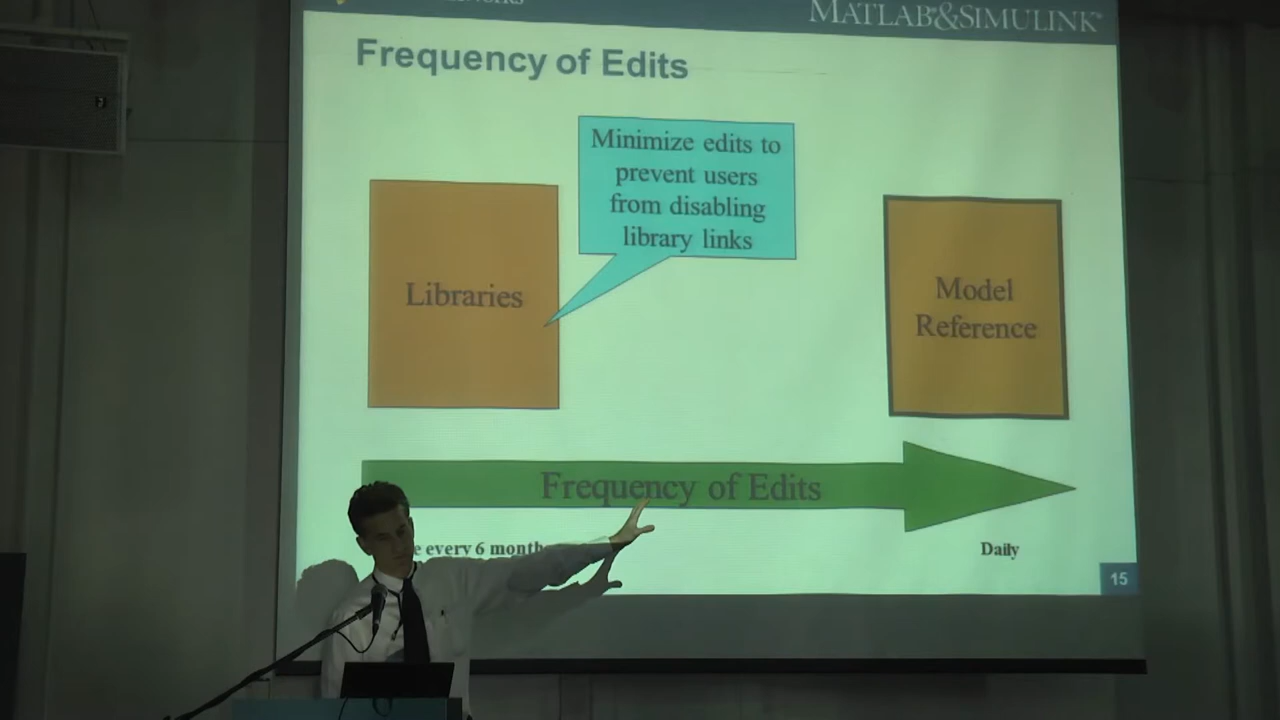 MATLAB&SIMULINK
Frequency of Edits
Minimize edits to
prevent users
from disabling
library links
Libraries
Model
Reference
Frequency of Edits
every 6 month
Daily
15